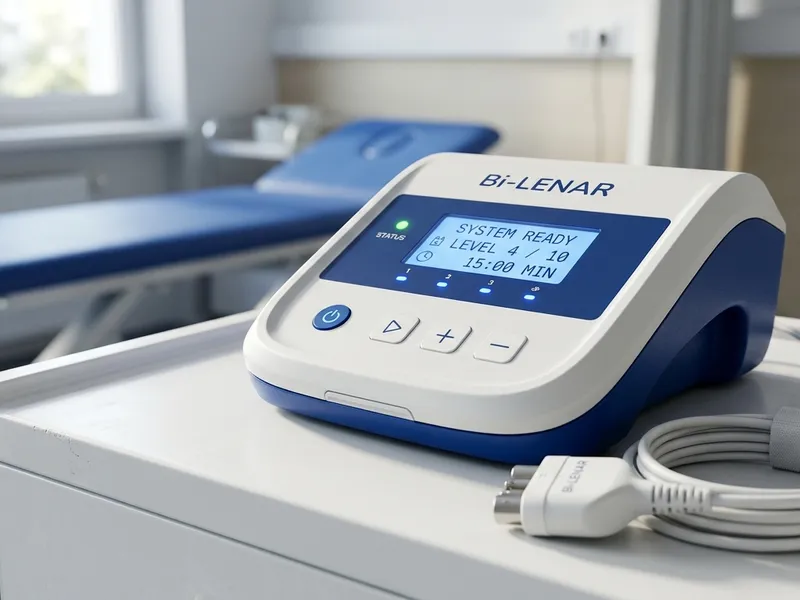 Bi-LENAR
STATUS
SYSTEM READY
LEVEL 4 / 10
15:00 MIN
1 2 3
Bi-LENAR